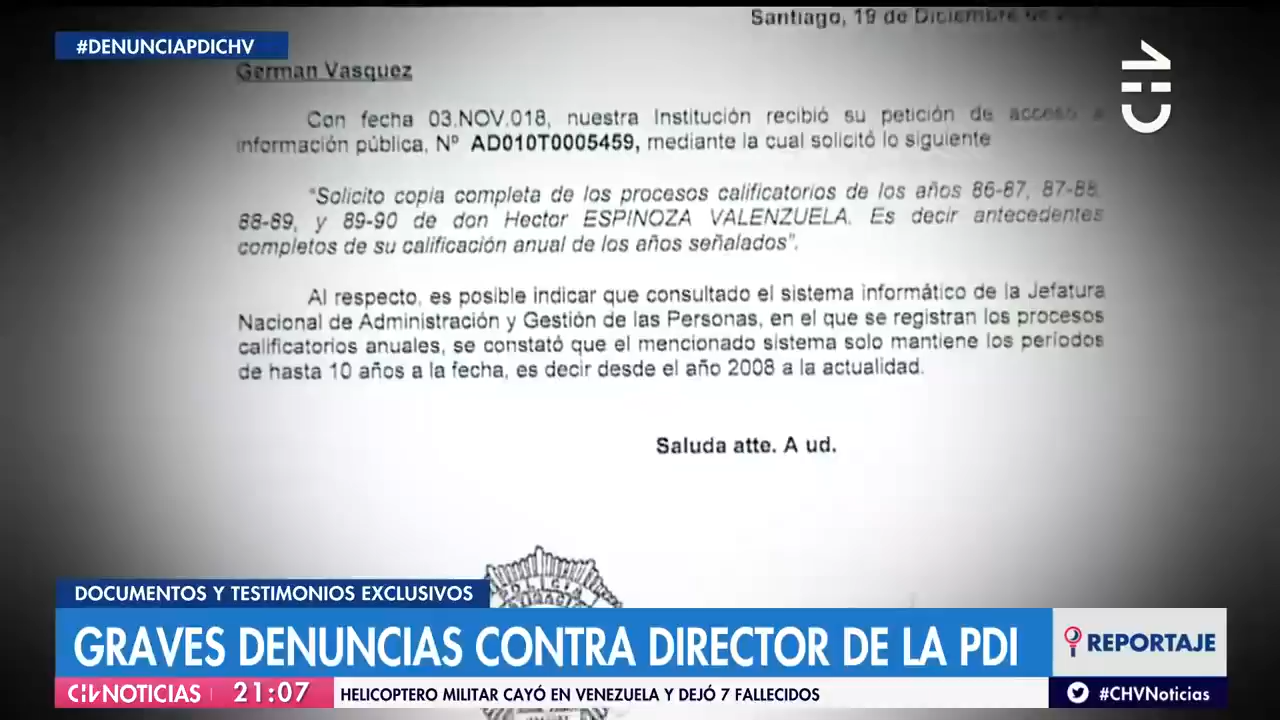 Santiago, 19 de Diciembre de
#DENUNCIAPDICHV
CHV
German Vasquez
Con fecha 03.NOV.018, nuestra Institución recibió su petición de acceso a
información pública, Nº AD010T0005459, mediante la cual solicitó lo siguiente
"Solicito copia completa de los procesos calificatorios de los años 86-87, 87-88,
88-89, y 89-90 de don Hector ESPINOZA VALENZUELA. Es decir antecedentes
completos de su calificación anual de los años señalados".
Al respecto, es posible indicar que consultado el sistema informático de la Jefatura
Nacional de Administración y Gestión de las Personas, en el que se registran los procesos
calificatorios anuales, se constató que el mencionado sistema solo mantiene los períodos
de hasta 10 años a la fecha, es decir desde el año 2008 a la actualidad.
Saluda atte. A ud.
POLICIA
DOCUMENTOS Y TESTIMONIOS EXCLUSIVOS
GRAVES DENUNCIAS CONTRA DIRECTOR DE LA PDI
REPORTAJE
CHV NOTICIAS 21:07 HELICOPTERO MILITAR CAYÓ EN VENEZUELA Y DEJÓ 7 FALLECIDOS #CHVNoticias